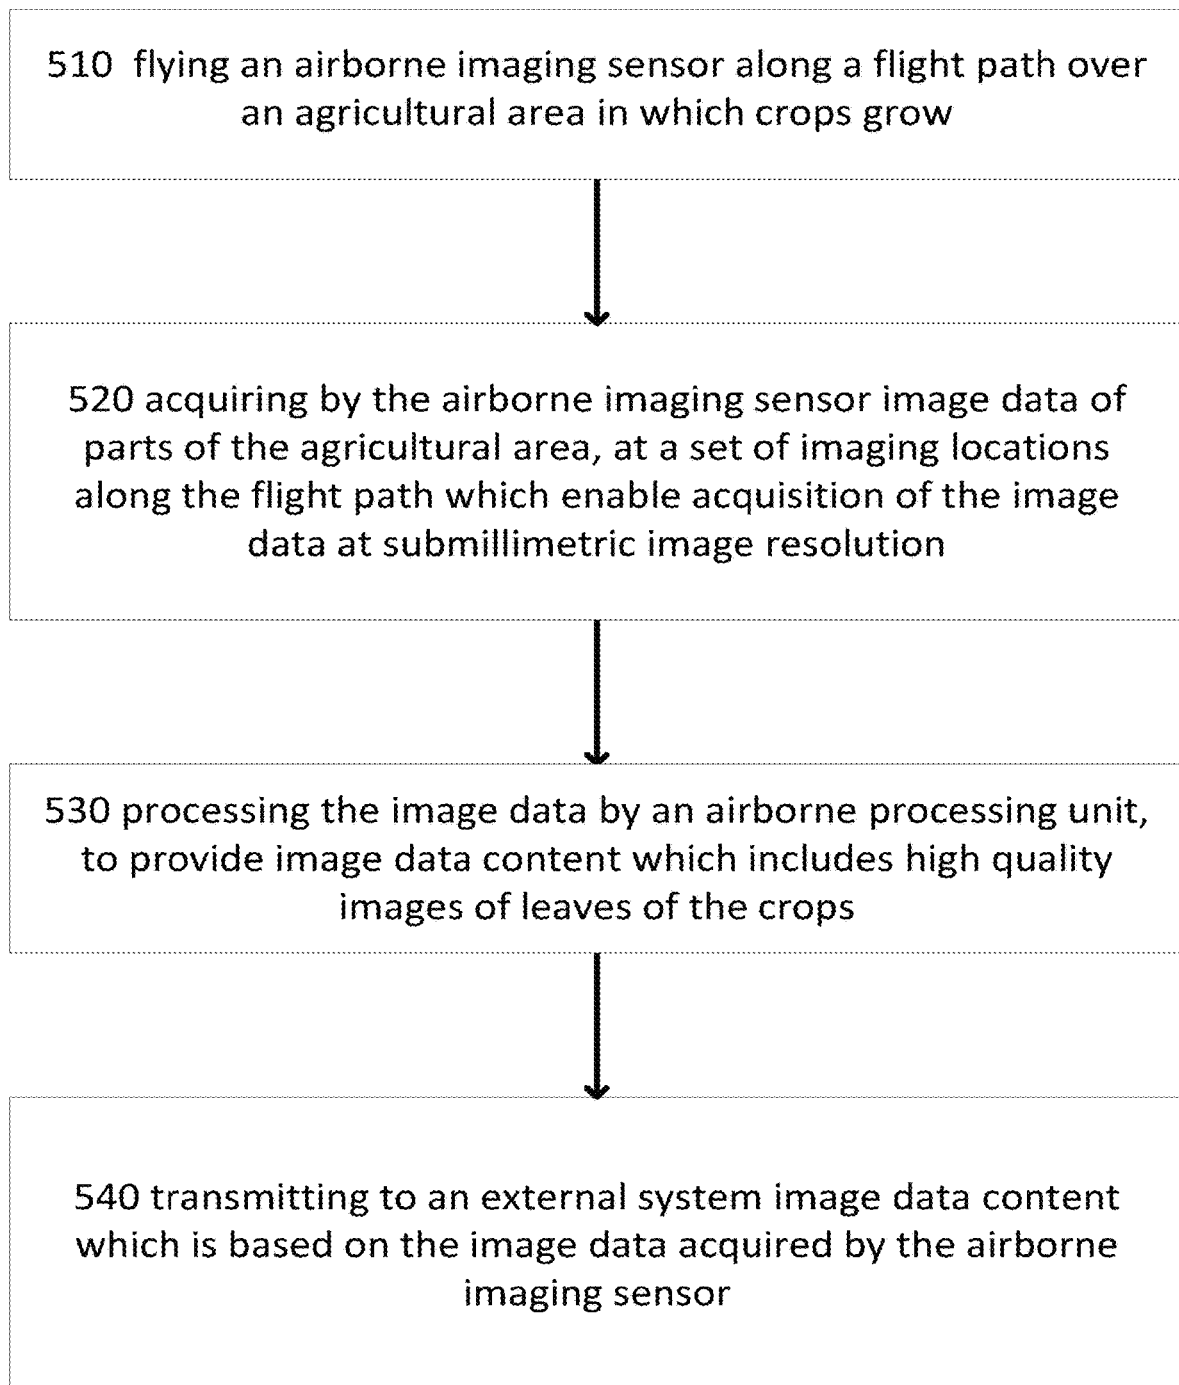 510  flying an airborne imaging sensor along a flight path over
an agricultural area in which crops grow
520 acquiring by the airborne imaging sensor image data of
parts of the agricultural area, at a set of imaging locations
along the flight path which enable acquisition of the image
data at submillimetric image resolution
530 processing the image data by an airborne processing unit,
to provide image data content which includes high quality
images of leaves of the crops
540 transmitting to an external system image data content
which is based on the image data acquired by the airborne
imaging sensor